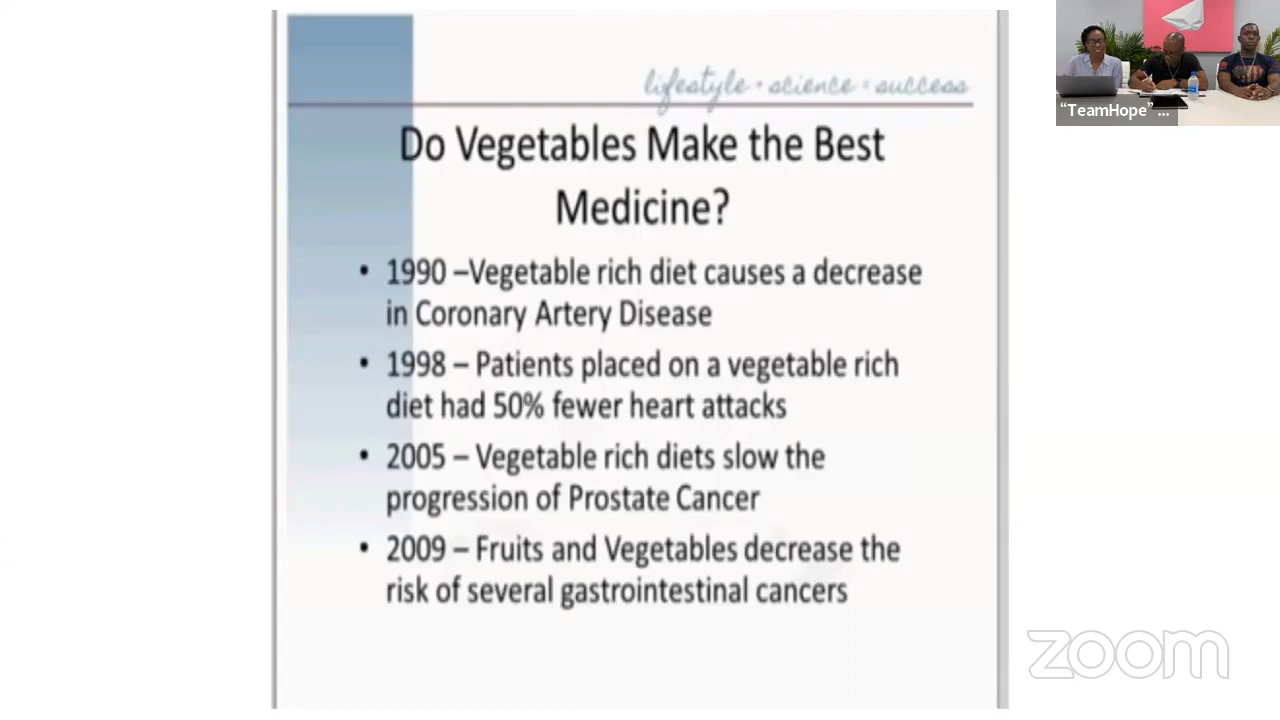 lifestyle • science • success
Do Vegetables Make the Best
Medicine?
• 1990 –Vegetable rich diet causes a decrease
in Coronary Artery Disease
• 1998 – Patients placed on a vegetable rich
diet had 50% fewer heart attacks
• 2005 – Vegetable rich diets slow the
progression of Prostate Cancer
• 2009 – Fruits and Vegetables decrease the
risk of several gastrointestinal cancers
“TeamHope” ...
zoom